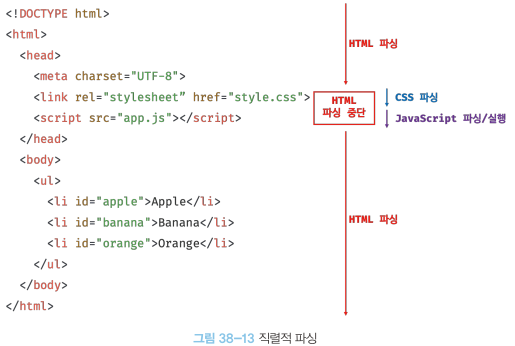 <!DOCTYPE html>
<html>
<head>
<meta charset="UTF-8">
<link rel="stylesheet” href="style.css">
<script src="app.js"></script>
</head>
<body>
<ul>
<li id="apple">Apple</li>
<li id="banana">Banana</li>
<li id="orange">Orange</li>
</ul>
</body>
</html>
HTML 파싱
HTML
파싱 중단
CSS 파싱
JavaScript 파싱/실행
HTML 파싱
그림 38–13 직렬적 파싱